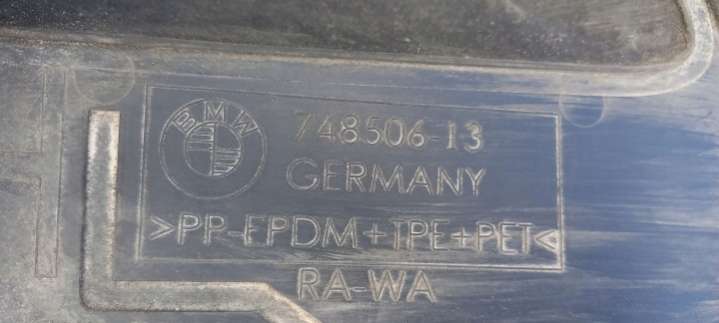 BMW
748506-13
GERMANY
>PP-EPDM+TPE+PET<
RA-WA